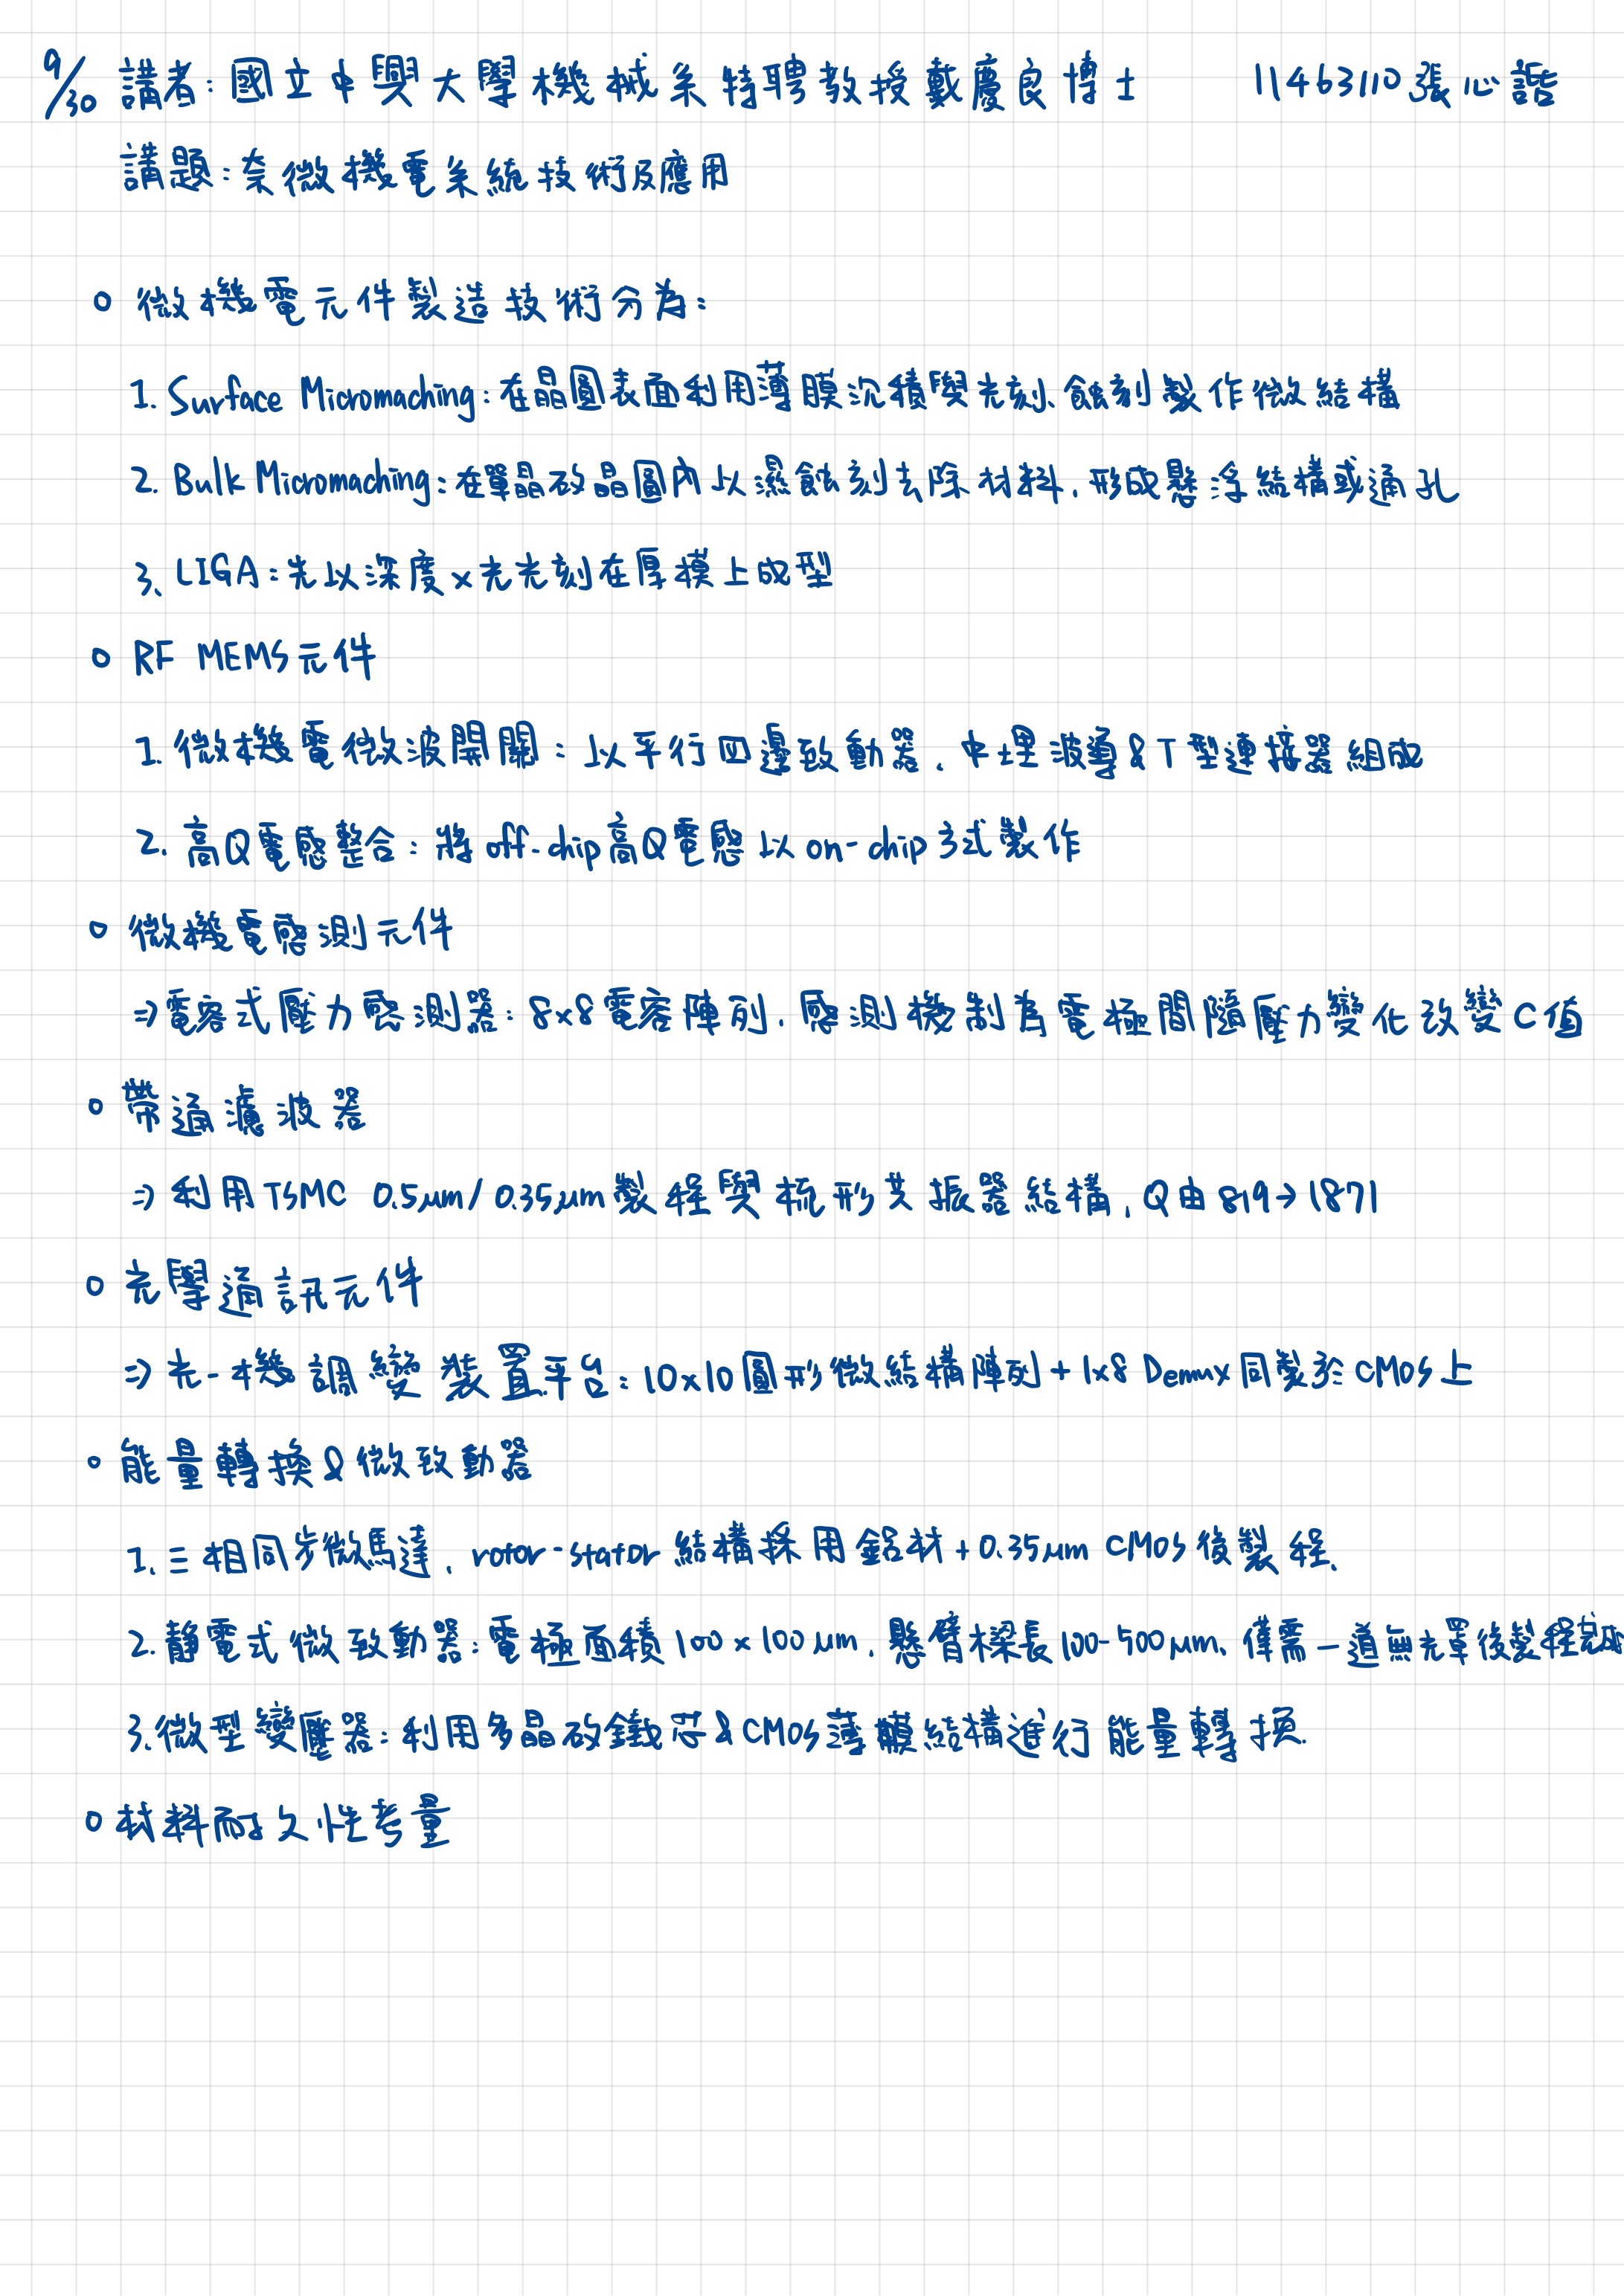 9/30 講者:國立中興大學機械系特聘教授戴慶良博士 11463110張心諧
講題:奈微機電系統技術及應用
微機電元件製造技術分為:
1. Surface Micromaching:在晶圓表面利用薄膜沉積與光刻、蝕刻製作微結構
2. Bulk Micromaching:在單晶矽晶圓內以濕蝕刻去除材料、形成懸浮結構或通孔
3、LIGA:先以深度x光光刻在厚模上成型
RF MEMS元件
1. 微機電微波開關:以平行四邊致動器、中埋波導&T型連接器組成
2. 高Q電感整合:將off-chip高Q電感以on-chip方式製作
微機電感測元件
⇒電容式壓力感測器:8x8電容陣列、感測機制為電極間隨壓力變化改變C值
帶通濾波器
⇒利用TSMC 0.5μm/0.35μm製程與梳形共振器結構、Q由819→1871
光學通訊元件
⇒光-機調變裝置平台:10x10圓形微結構陣列+1x8 Demux同製於CMOS上
能量轉換&微致動器
1、三相同步微馬達、rotor-stator結構採用鋁材+0.35μm CMOS後製程、
2.靜電式微致動器:電極面積100x100μm、懸臂樑長100-500μm、僅需一道無光罩後製程完成
3.微型變壓器:利用多晶矽鐵芯&CMOS薄膜結構進行能量轉換.
材料耐久性考量